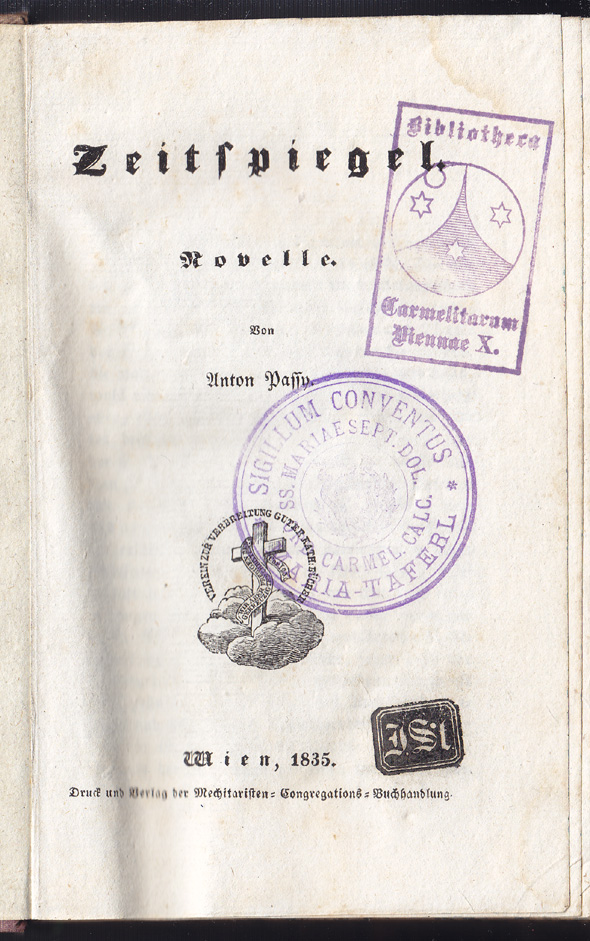 Zeitſpiegel.
Bibliotheca
Carmelitarum
Viennae X.
Novelle.
Von
Anton Paſſy.
SIGILLUM CONVENTUS
SS. MARIAE SEPT. DOL.
CARMEL. CALC.
MARIA-TAFERL *
VEREIN ZUR VERBREITUNG GUTER KATH. BÜCHER
J.St
Wien, 1835.
Druck und Verlag der Mechitariſten-Congregations-Buchhandlung.